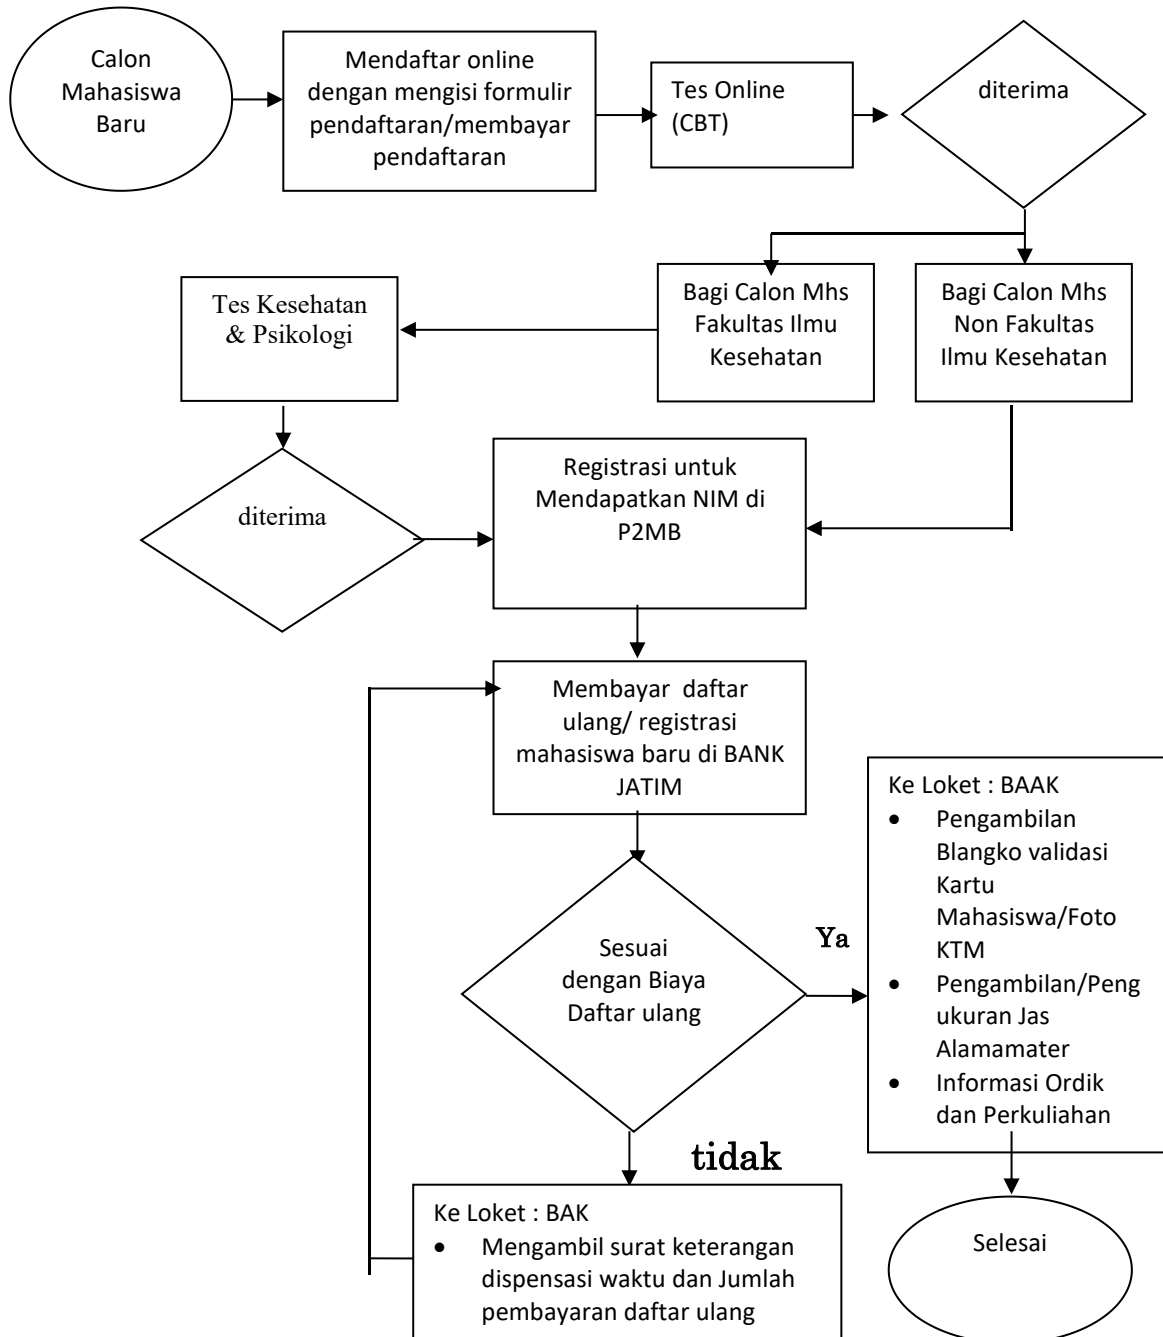 Calon
Mahasiswa
Baru
Mendaftar online
dengan mengisi formulir
pendaftaran/membayar
pendaftaran
Tes Online
(CBT)
diterima
Tes Kesehatan
& Psikologi
Bagi Calon Mhs
Fakultas Ilmu
Kesehatan
Bagi Calon Mhs
Non Fakultas
Ilmu Kesehatan
diterima
Registrasi untuk
Mendapatkan NIM di
P2MB
Membayar daftar
ulang/ registrasi
mahasiswa baru di BANK
JATIM
Sesuai
dengan Biaya
Daftar ulang
Ya
Ke Loket : BAAK
• Pengambilan
Blangko validasi
Kartu
Mahasiswa/Foto
KTM
• Pengambilan/Peng
ukuran Jas
Alamamater
• Informasi Ordik
dan Perkuliahan
tidak
Ke Loket : BAK
• Mengambil surat keterangan
dispensasi waktu dan Jumlah
pembayaran daftar ulang
Selesai